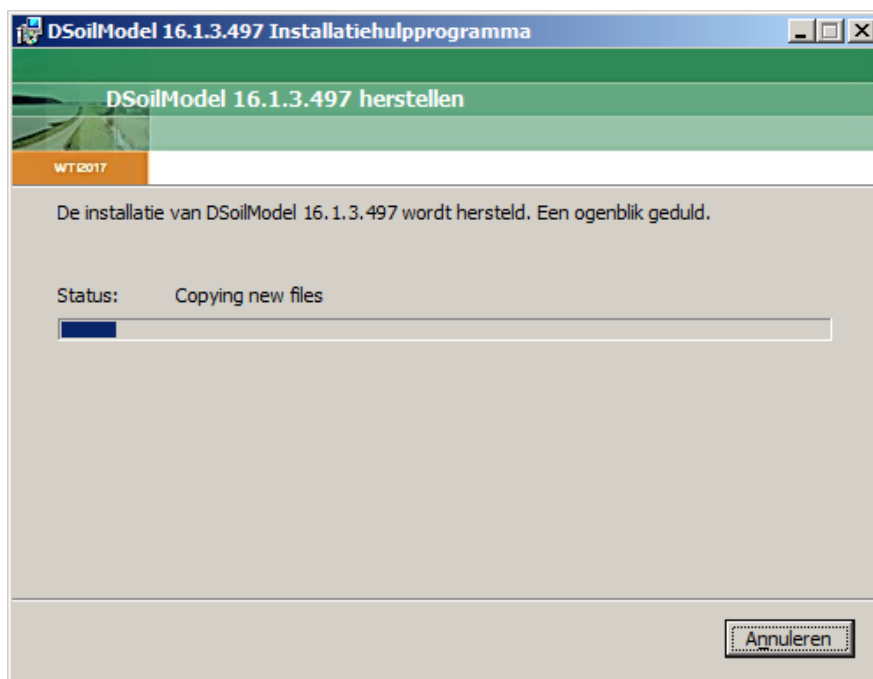 DSoilModel 16.1.3.497 Installatiehulpprogramma
DSoilModel 16.1.3.497 herstellen
WTI2017
De installatie van DSoilModel 16.1.3.497 wordt hersteld. Een ogenblik geduld.
Status: Copying new files
Annuleren